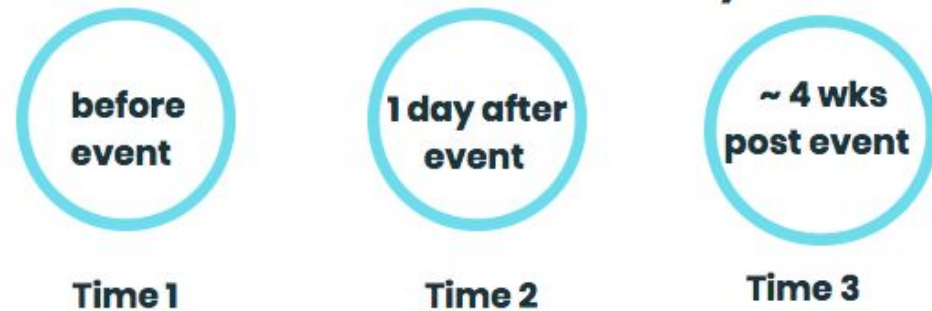 before
event
1 day after
event
~ 4 wks
post event
Time 1
Time 2
Time 3